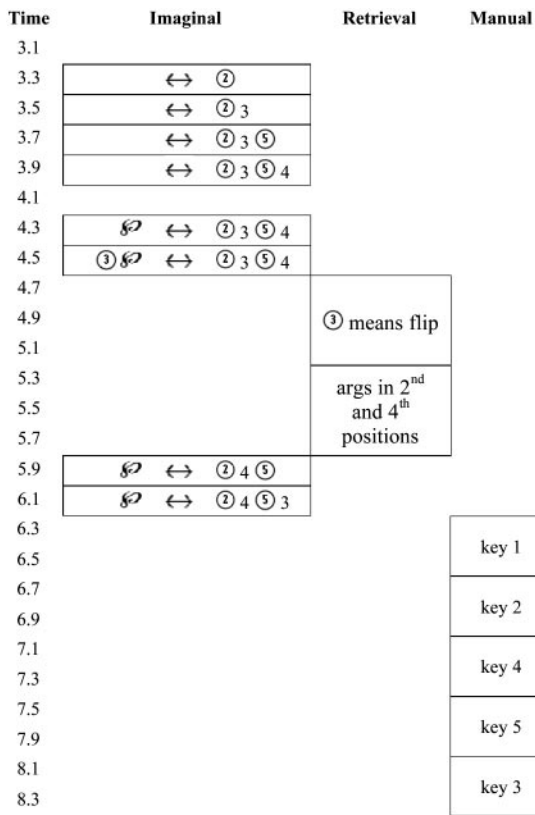 Time Imaginal Retrieval Manual
3.1
3.3 ↔ ②
3.5 ↔ ② 3
3.7 ↔ ② 3 ⑤
3.9 ↔ ② 3 ⑤ 4
4.1
4.3 ℘ ↔ ② 3 ⑤ 4
4.5 ③ ℘ ↔ ② 3 ⑤ 4
4.7
4.9
③ means flip
5.1
5.3
args in 2nd
5.5
and 4th
5.7
positions
5.9 ℘ ↔ ② 4 ⑤
6.1 ℘ ↔ ② 4 ⑤ 3
6.3
key 1
6.5
6.7
key 2
6.9
7.1
key 4
7.3
7.5
key 5
7.9
8.1
key 3
8.3